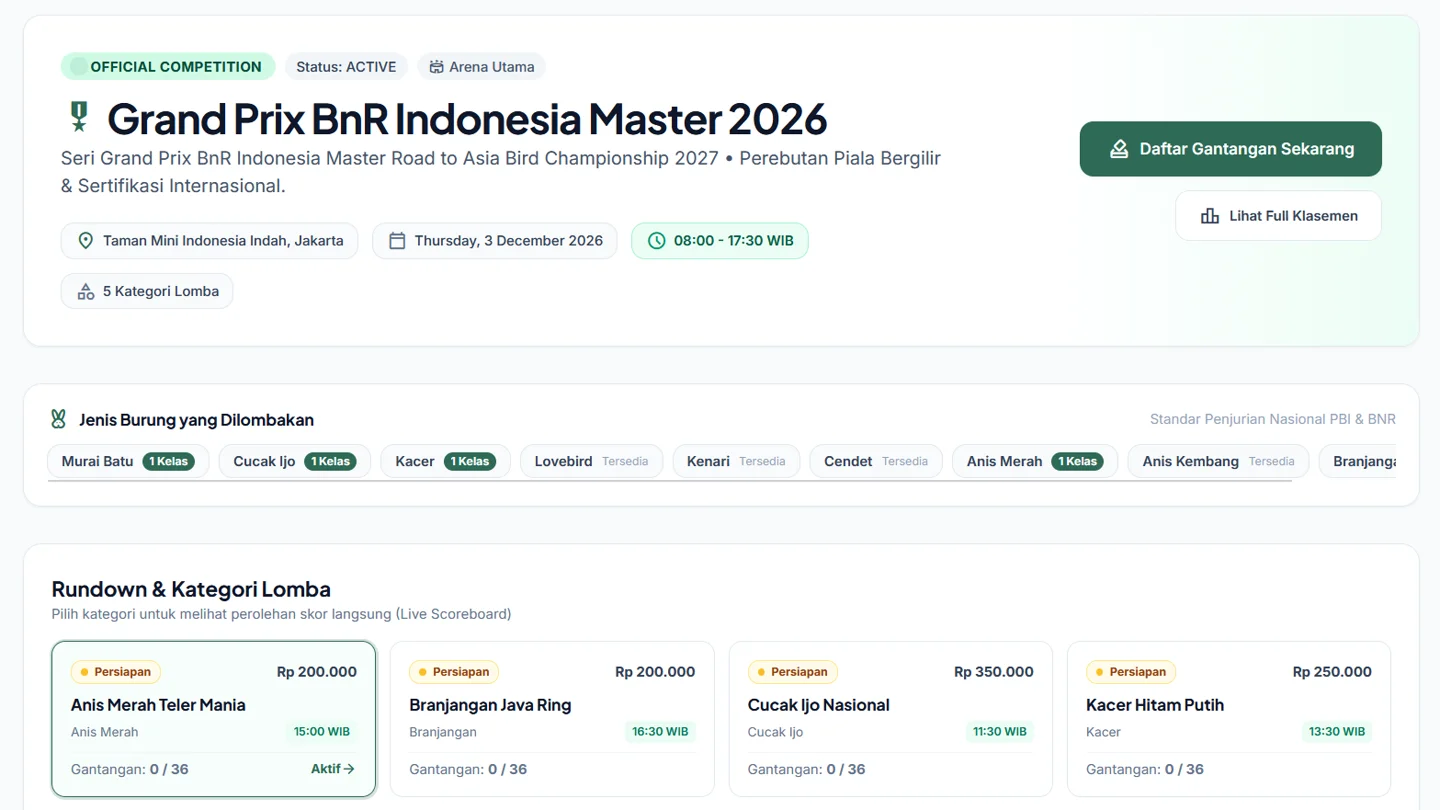 OFFICIAL COMPETITION
Status: ACTIVE
Arena Utama
Grand Prix BnR Indonesia Master 2026
Seri Grand Prix BnR Indonesia Master Road to Asia Bird Championship 2027 • Perebutan Piala Bergilir
& Sertifikasi Internasional.
Taman Mini Indonesia Indah, Jakarta
Thursday, 3 December 2026
08:00 - 17:30 WIB
5 Kategori Lomba
Daftar Gantangan Sekarang
Lihat Full Klasemen
Jenis Burung yang Dilombakan
Standar Penjurian Nasional PBI & BNR
Murai Batu 1 Kelas
Cucak Ijo 1 Kelas
Kacer 1 Kelas
Lovebird Tersedia
Kenari Tersedia
Cendet Tersedia
Anis Merah 1 Kelas
Anis Kembang Tersedia
Branjanga
Rundown & Kategori Lomba
Pilih kategori untuk melihat perolehan skor langsung (Live Scoreboard)
Persiapan Rp 200.000
Anis Merah Teler Mania
Anis Merah 15:00 WIB
Gantangan: 0 / 36 Aktif→
Persiapan Rp 200.000
Branjangan Java Ring
Branjangan 16:30 WIB
Gantangan: 0 / 36
Persiapan Rp 350.000
Cucak Ijo Nasional
Cucak Ijo 11:30 WIB
Gantangan: 0 / 36
Persiapan Rp 250.000
Kacer Hitam Putih
Kacer 13:30 WIB
Gantangan: 0 / 36